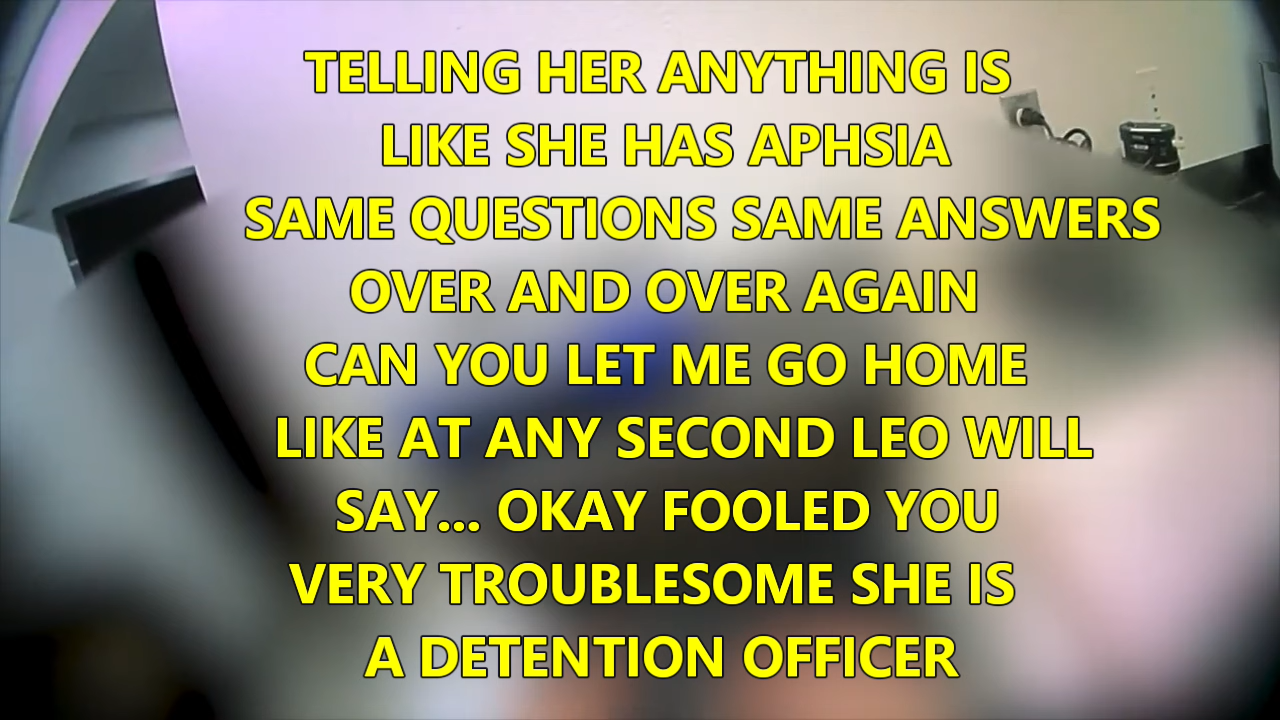 TELLING HER ANYTHING IS
LIKE SHE HAS APHSIA
SAME QUESTIONS SAME ANSWERS
OVER AND OVER AGAIN
CAN YOU LET ME GO HOME
LIKE AT ANY SECOND LEO WILL
SAY... OKAY FOOLED YOU
VERY TROUBLESOME SHE IS
A DETENTION OFFICER